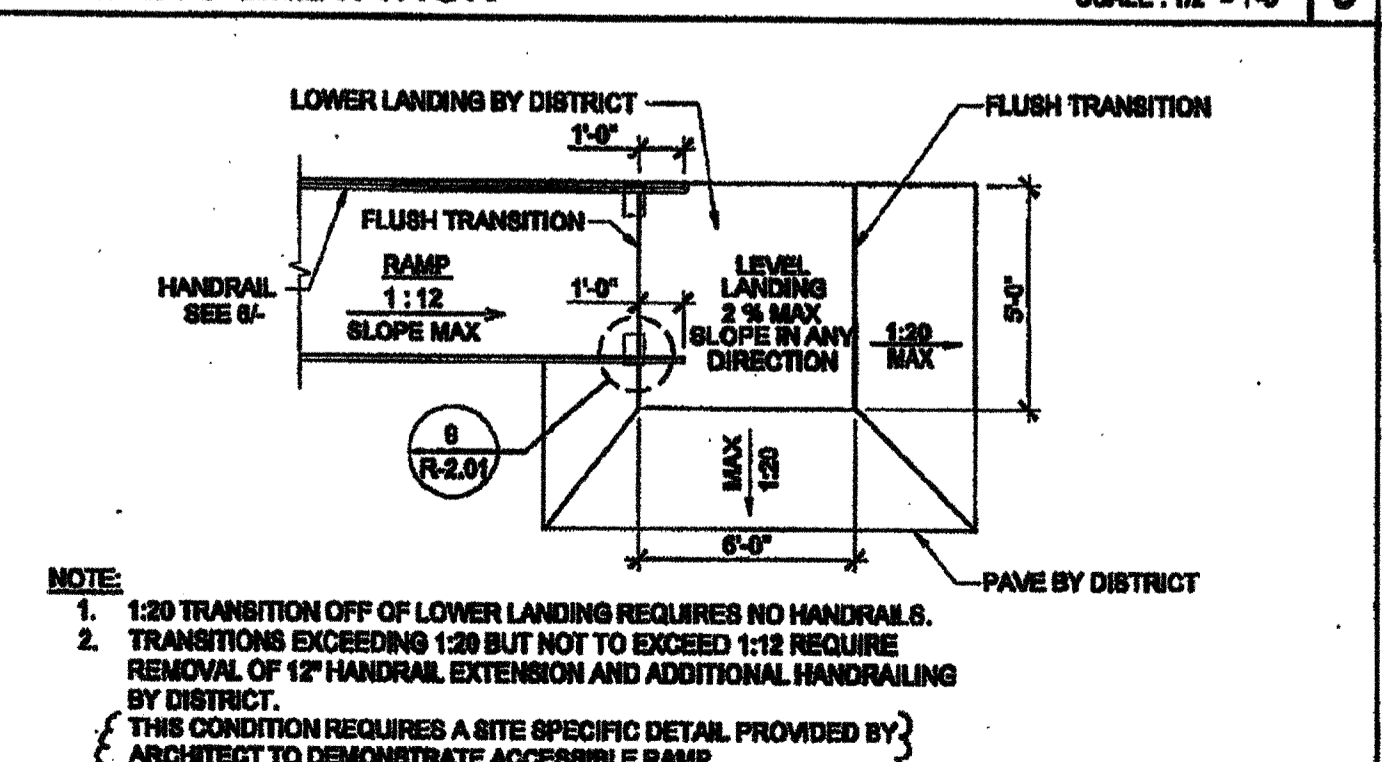 LOWER LANDING BY DISTRICT
FLUSH TRANSITION
1'-0"
FLUSH TRANSITION
RAMP
1 : 12
SLOPE MAX
HANDRAIL
SEE 6/-
1'-0"
LEVEL
LANDING
2 % MAX
SLOPE IN ANY
DIRECTION
1:20
MAX
5'-0"
R-2.01
MAX
1:20
PAVE BY DISTRICT
NOTE:
1. 1:20 TRANSITION OFF OF LOWER LANDING REQUIRES NO HANDRAILS.
2. TRANSITIONS EXCEEDING 1:20 BUT NOT TO EXCEED 1:12 REQUIRE
REMOVAL OF 12" HANDRAIL EXTENSION AND ADDITIONAL HANDRAILING
BY DISTRICT.
THIS CONDITION REQUIRES A SITE SPECIFIC DETAIL PROVIDED BY
ARCHITECT TO DEMONSTRATE ACCESSIBLE RAMP